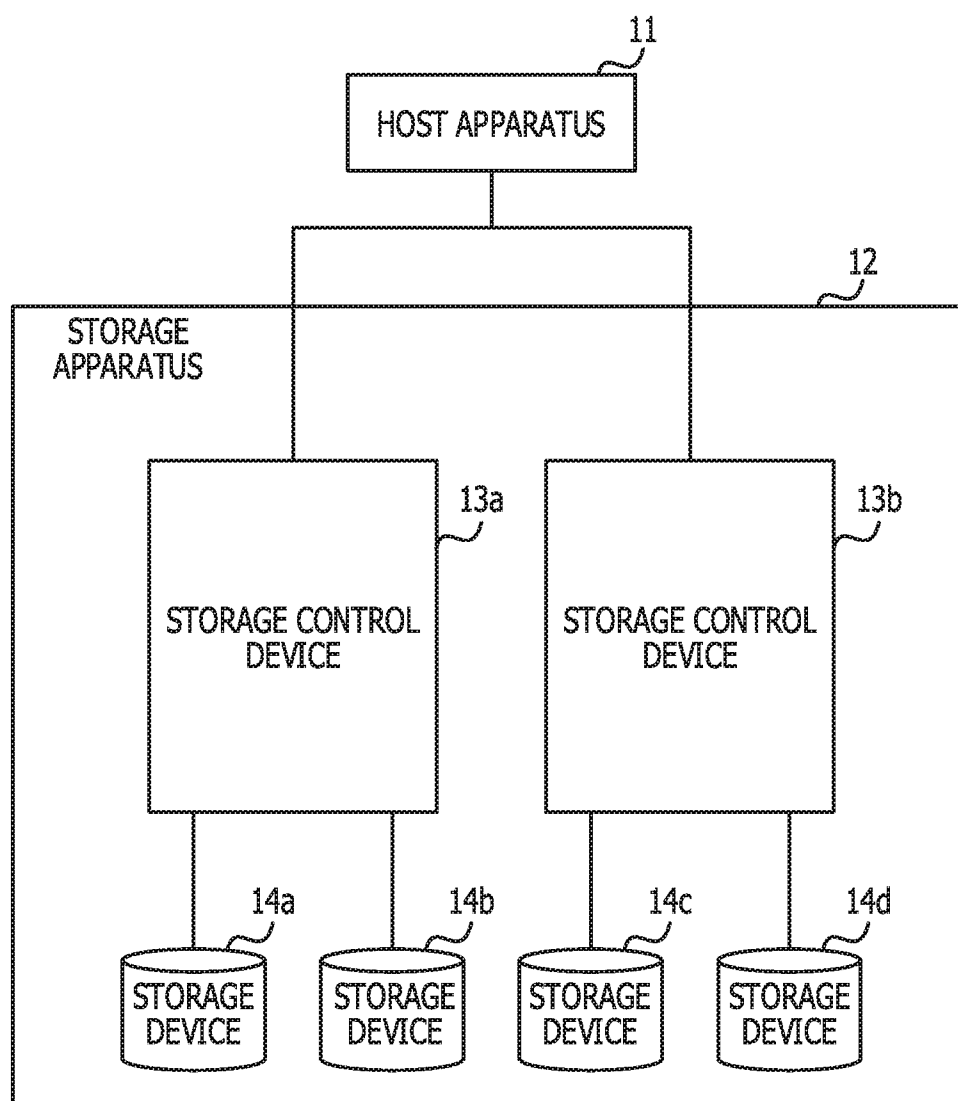 11
HOST APPARATUS
12
STORAGE
APPARATUS
13a
13b
STORAGE CONTROL
DEVICE
STORAGE CONTROL
DEVICE
14a
14b
14c
14d
STORAGE
DEVICE
STORAGE
DEVICE
STORAGE
DEVICE
STORAGE
DEVICE